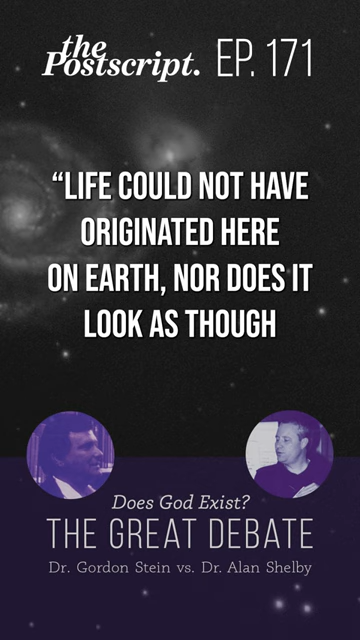 the
Postscript. EP. 171
“LIFE COULD NOT HAVE
ORIGINATED HERE
ON EARTH, NOR DOES IT
LOOK AS THOUGH
Does God Exist?
THE GREAT DEBATE
Dr. Gordon Stein vs. Dr. Alan Shelby